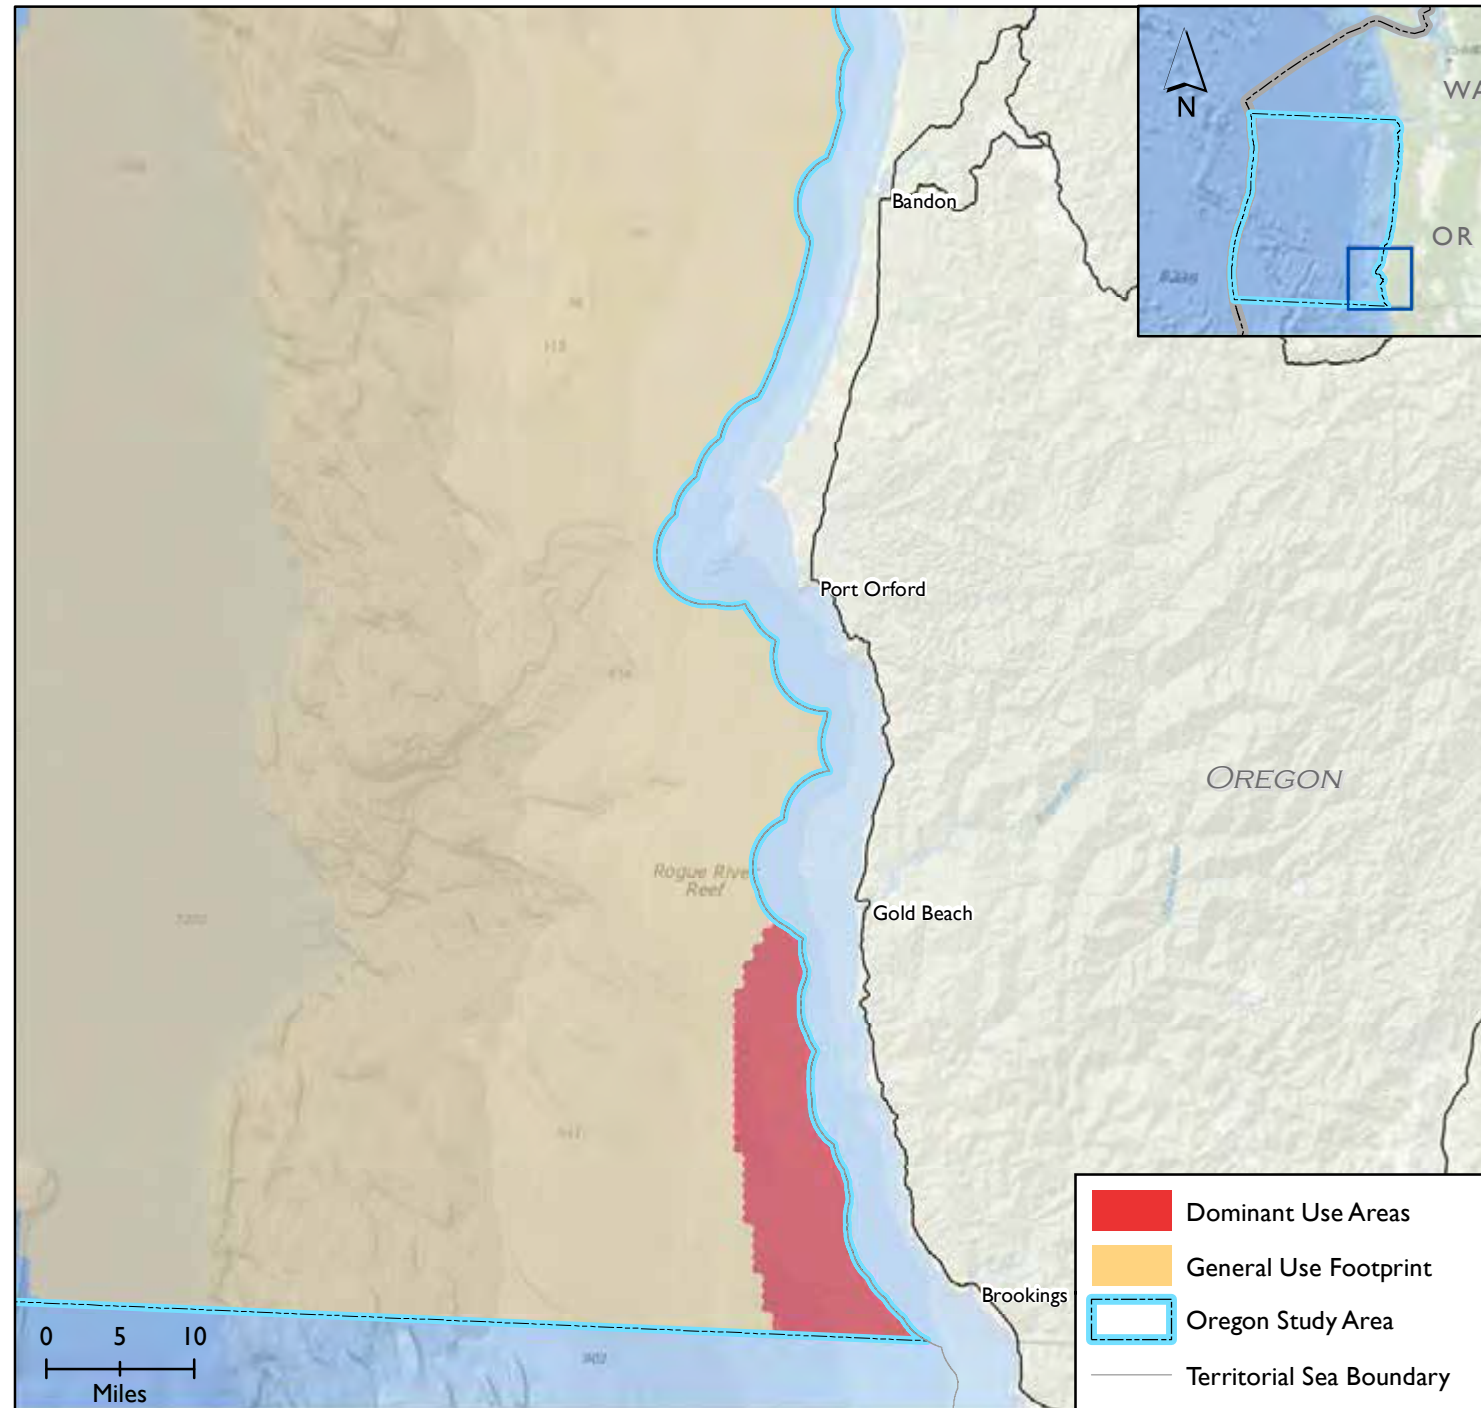 N
WA
OR
Bandon
Port Orford
OREGON
Rogue River
Reef
Gold Beach
Brookings
0 5 10
Miles
Dominant Use Areas
General Use Footprint
Oregon Study Area
Territorial Sea Boundary